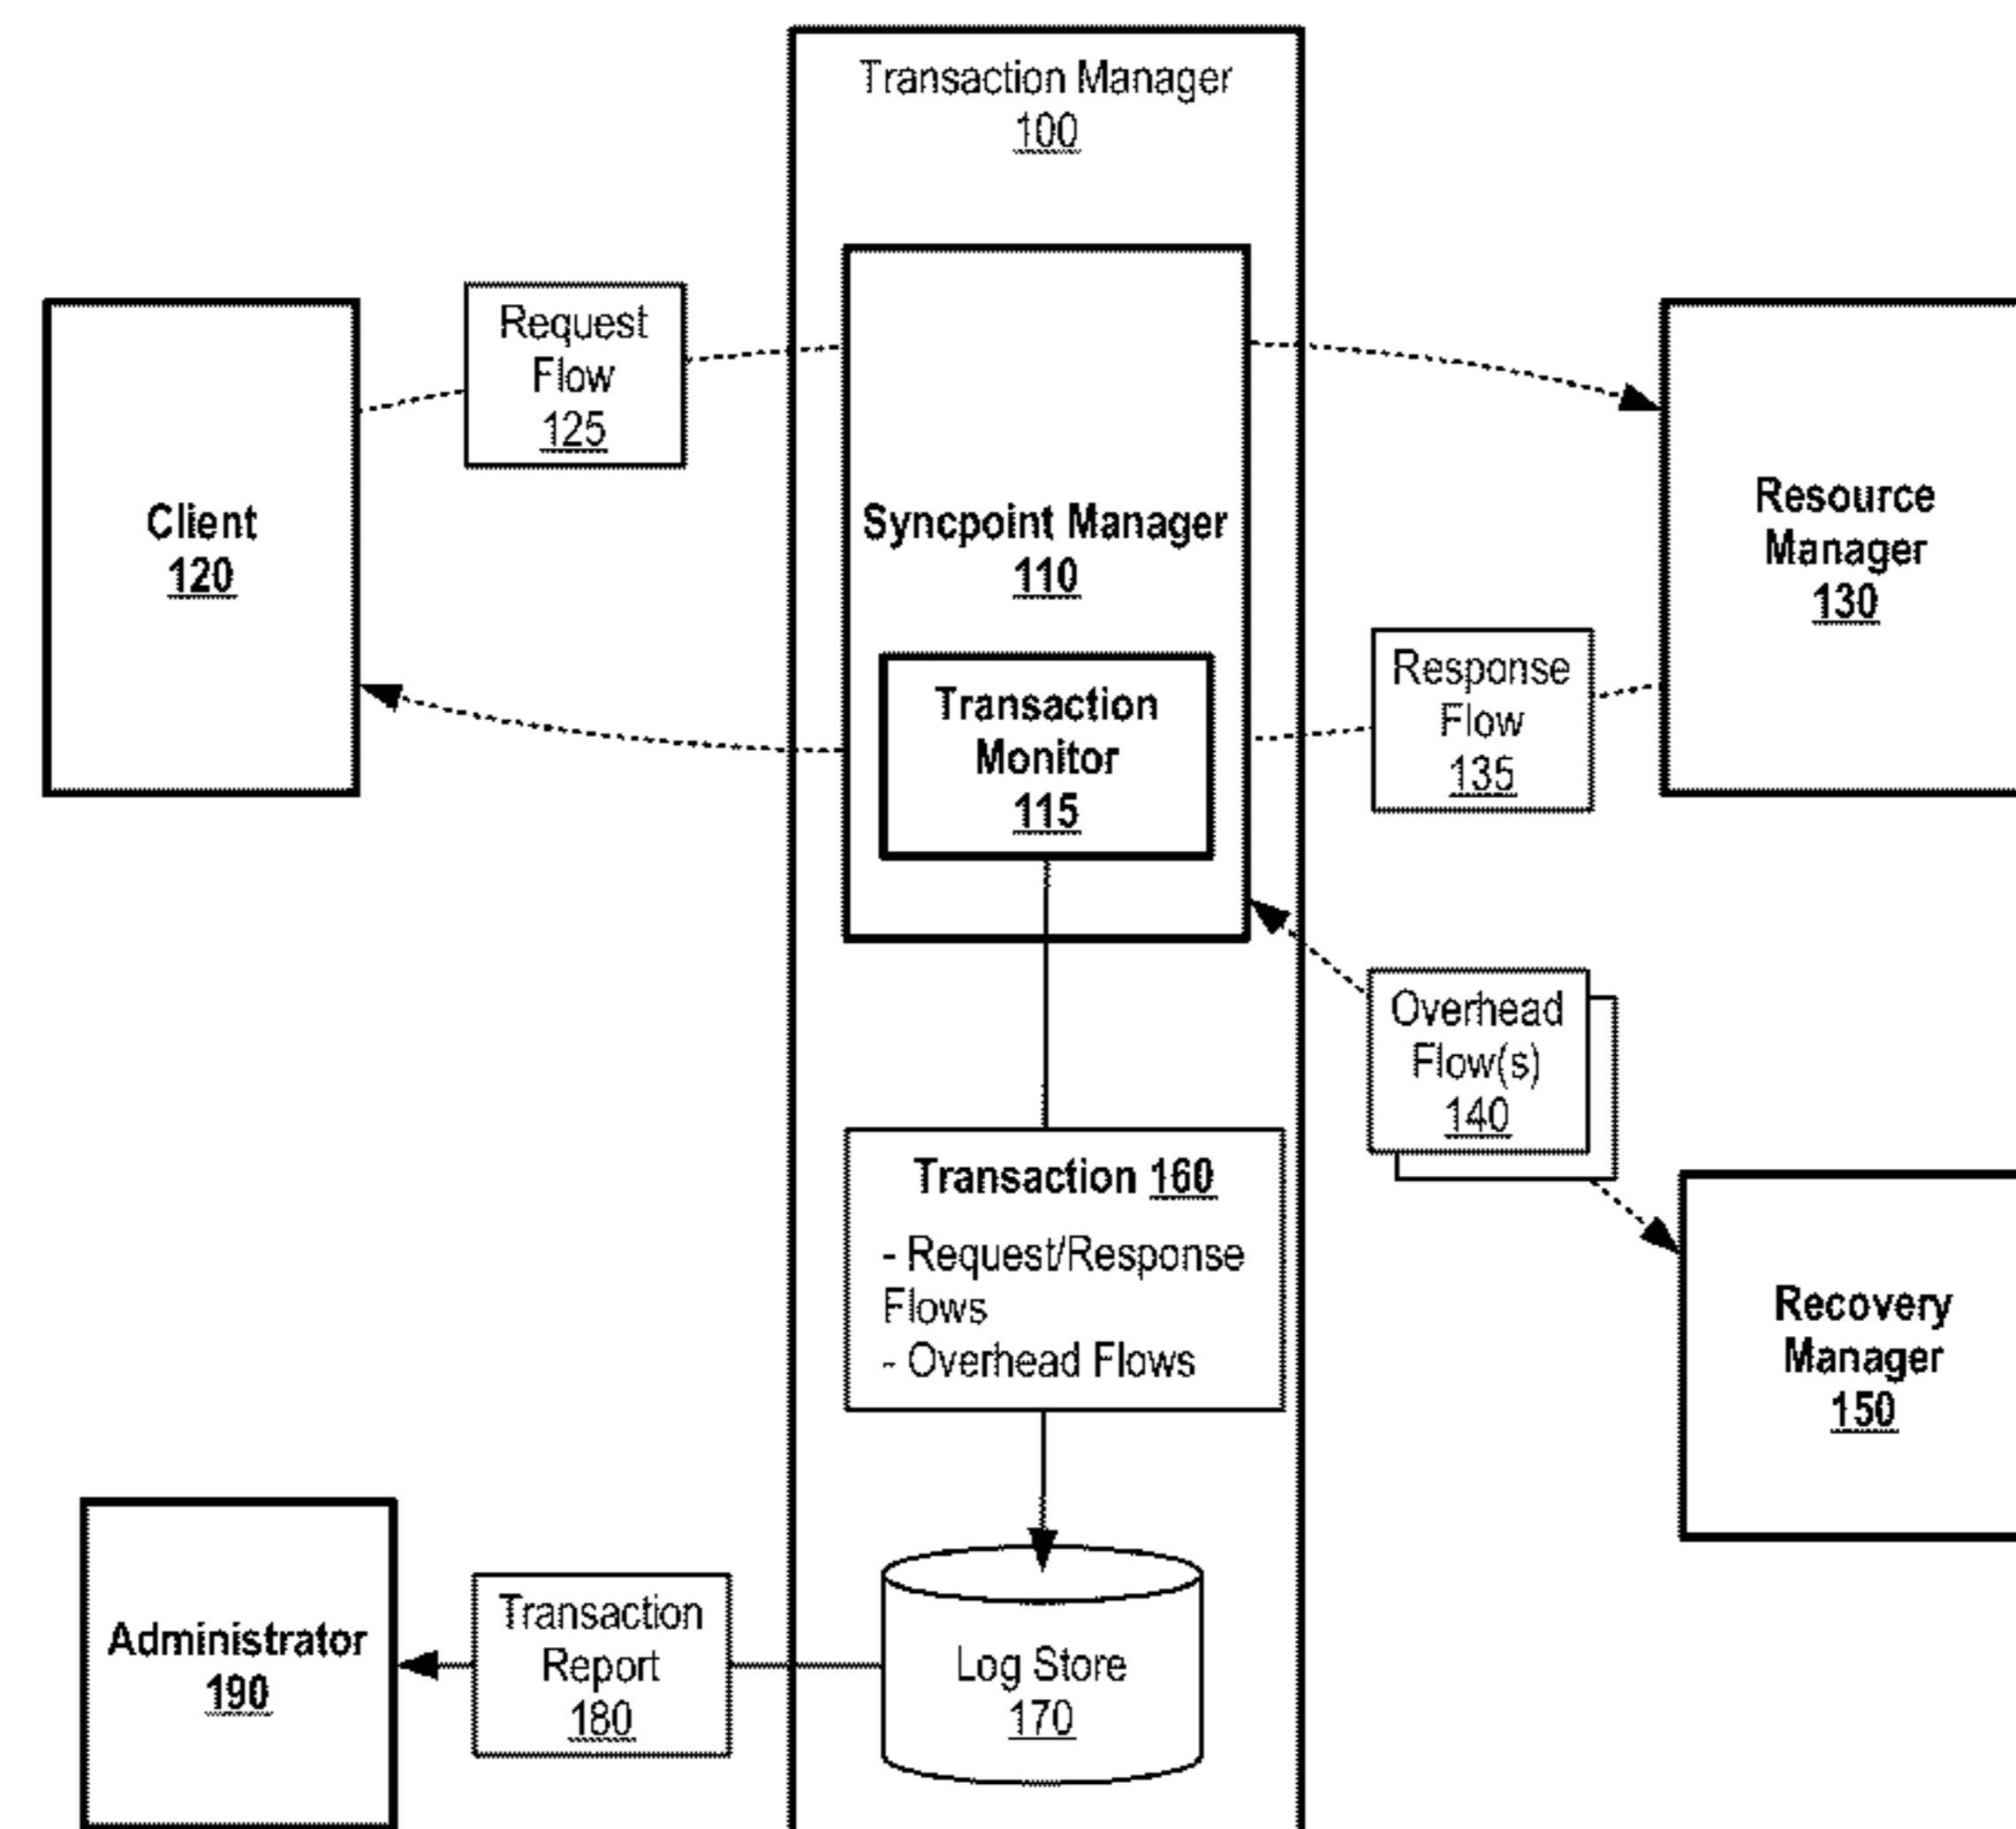 Transaction Manager
100
Request
Flow
125
Client
120
Syncpoint Manager
110
Resource
Manager
130
Transaction
Monitor
115
Response
Flow
135
Overhead
Flow(s)
140
Transaction 160
- Request/Response
Flows
- Overhead Flows
Recovery
Manager
150
Administrator
190
Transaction
Report
180
Log Store
170